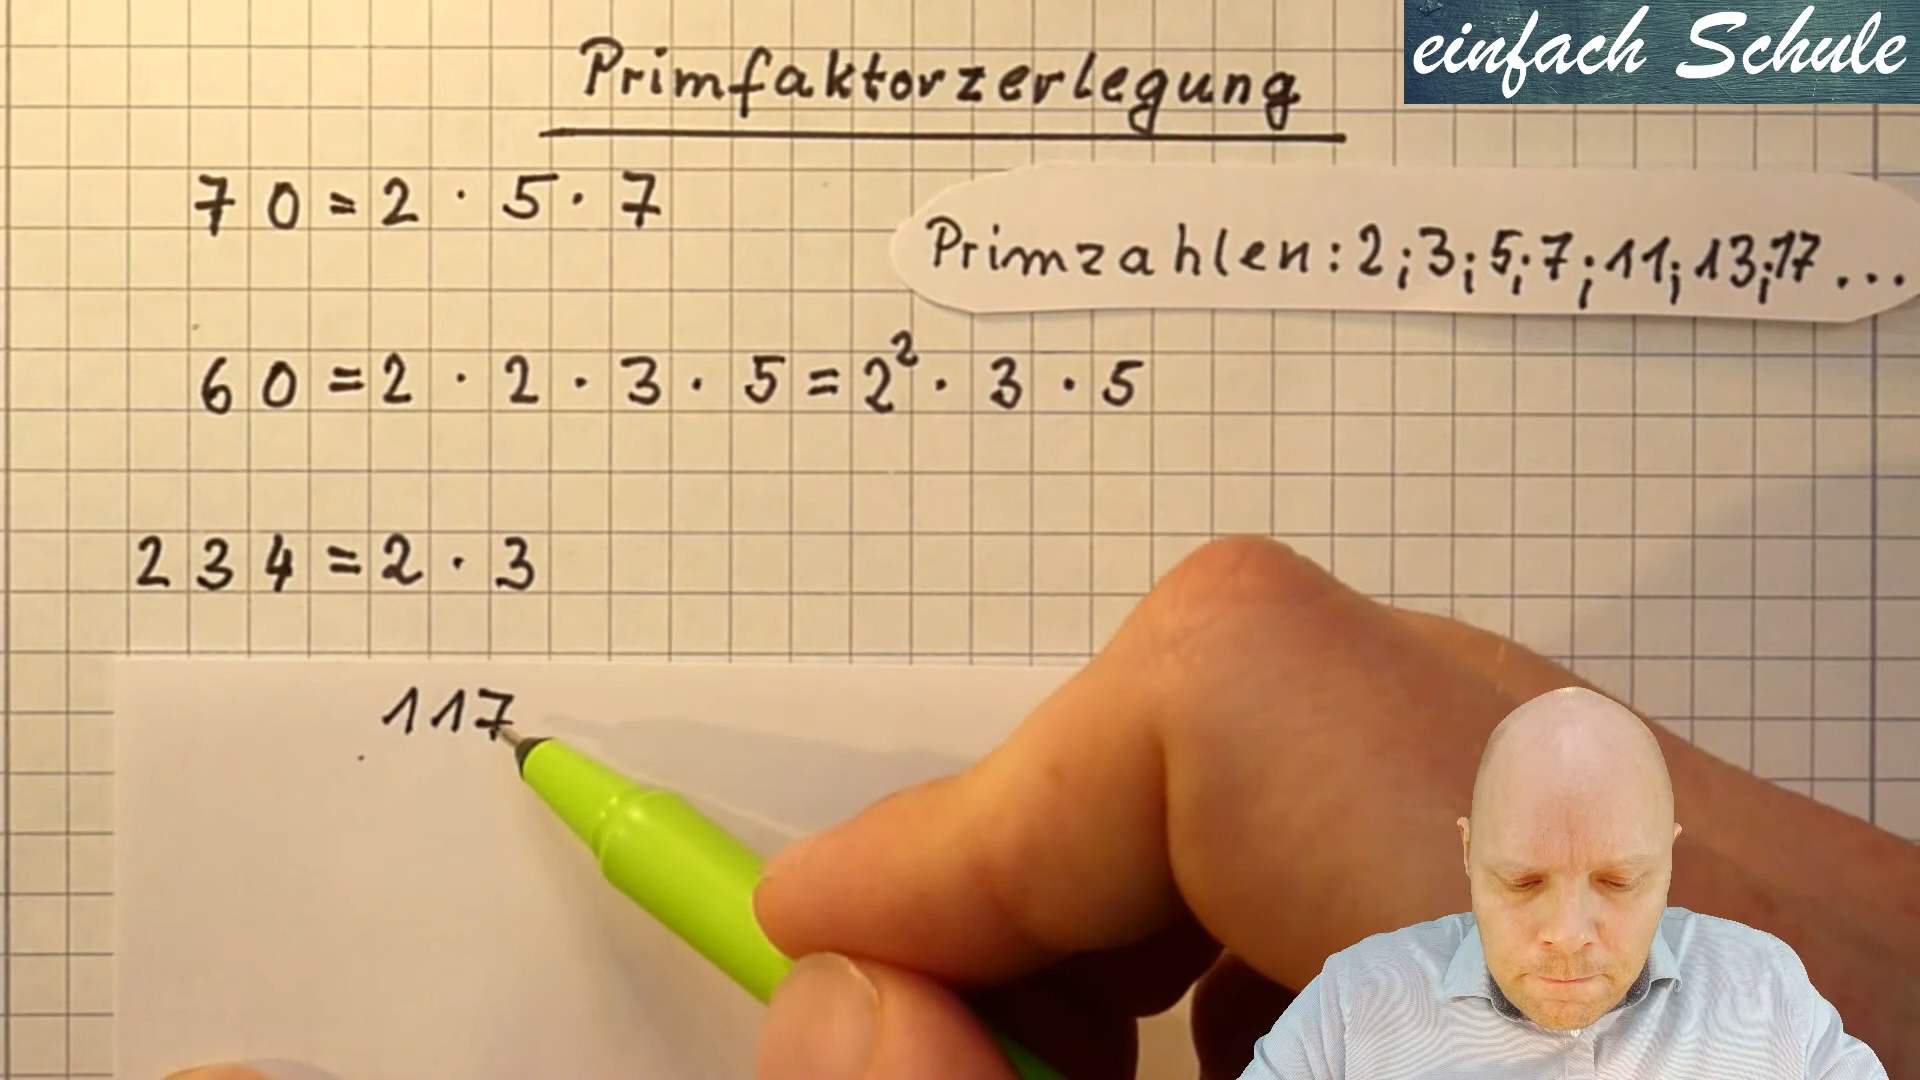 einfach Schule
Primfaktorzerlegung
70 = 2 · 5 · 7
Primzahlen: 2; 3; 5; 7; 11; 13; 17...
60 = 2 · 2 · 3 · 5 = 2² · 3 · 5
234 = 2 · 3
117